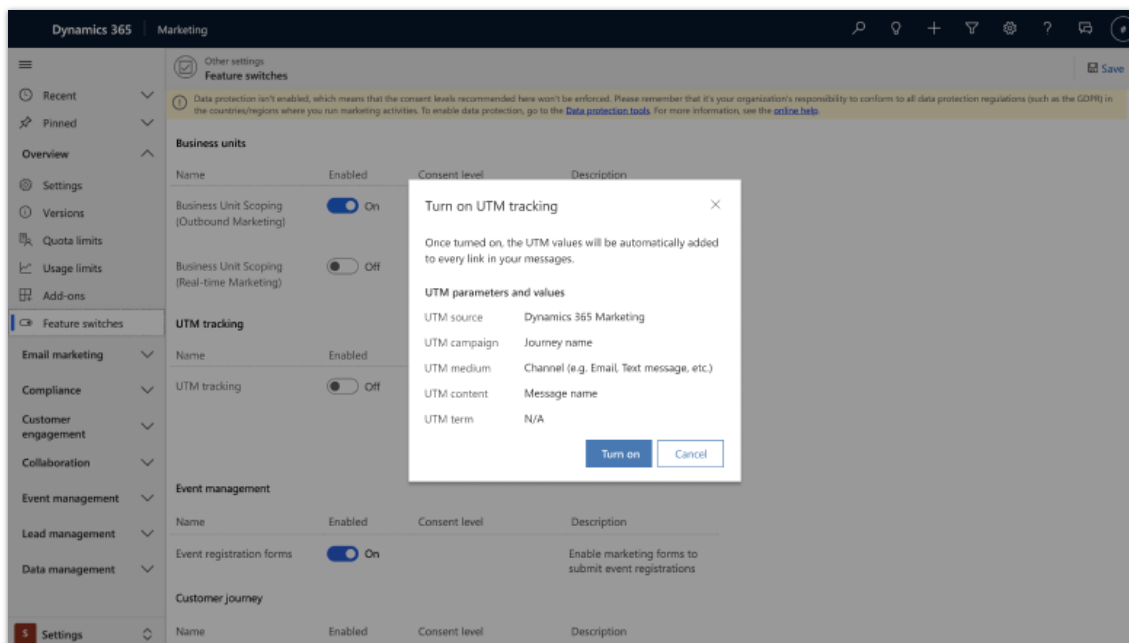 Dynamics 365 Marketing
Other settings
Feature switches
Save
Data protection isn't enabled, which means that the consent levels recommended here won't be enforced. Please remember that it's your organization's responsibility to conform to all data protection regulations (such as the GDPR) in
the countries/regions where you run marketing activities. To enable data protection, go to the Data protection tools. For more information, see the online help.
Recent
Pinned
Overview
Settings
Versions
Quota limits
Usage limits
Add-ons
Feature switches
Email marketing
Compliance
Customer
engagement
Collaboration
Event management
Lead management
Data management
S Settings
Business units
Name Enabled Consent level Description
Business Unit Scoping
(Outbound Marketing)
On
Business Unit Scoping
(Real-time Marketing)
Off
UTM tracking
Name Enabled
UTM tracking Off
Turn on UTM tracking
Once turned on, the UTM values will be automatically added
to every link in your messages.
UTM parameters and values
UTM source Dynamics 365 Marketing
UTM campaign Journey name
UTM medium Channel (e.g. Email, Text message, etc.)
UTM content Message name
UTM term N/A
Turn on Cancel
Event management
Name Enabled Consent level Description
Event registration forms On Enable marketing forms to
submit event registrations
Customer journey
Name Enabled Consent level Description